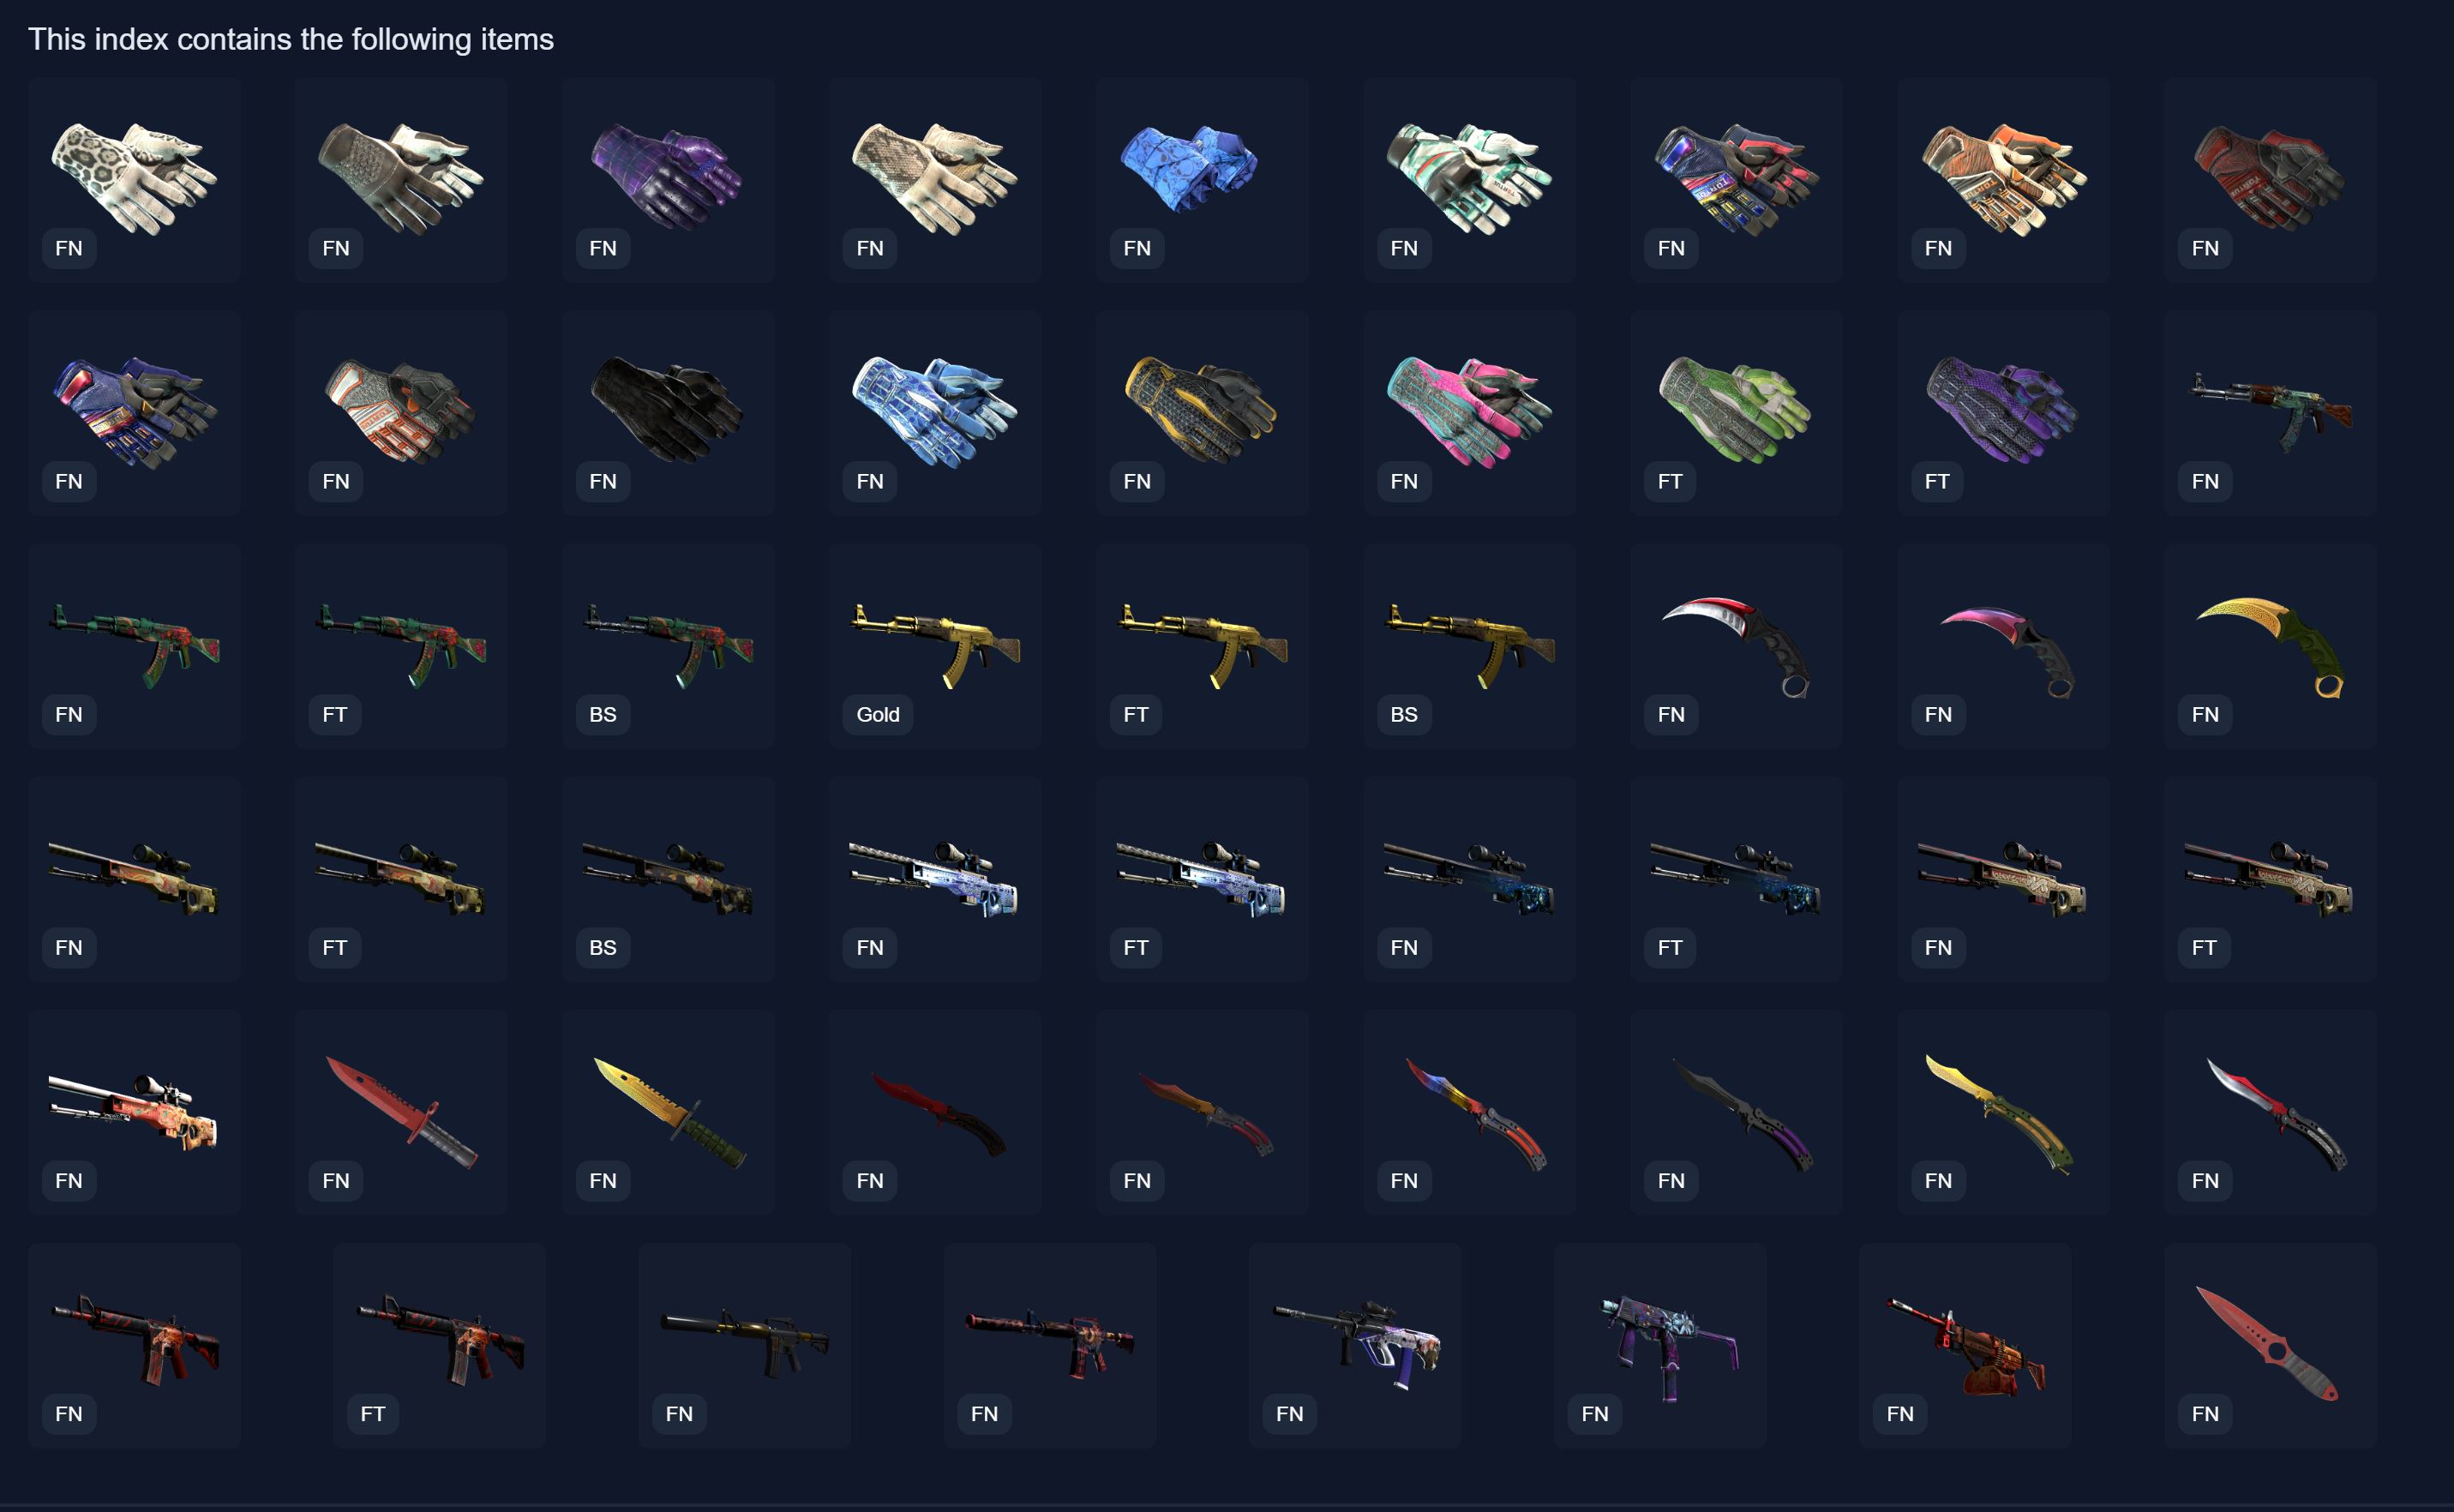 This index contains the following items
FN FN FN FN FN FN FN FN FN
FN FN FN FN FN FN FT FT FN
FN FT BS Gold FT BS FN FN FN
FN FT BS FN FT FN FT FN FT
FN FN FN FN FN FN FN FN FN
FN FT FN FN FN FN FN FN